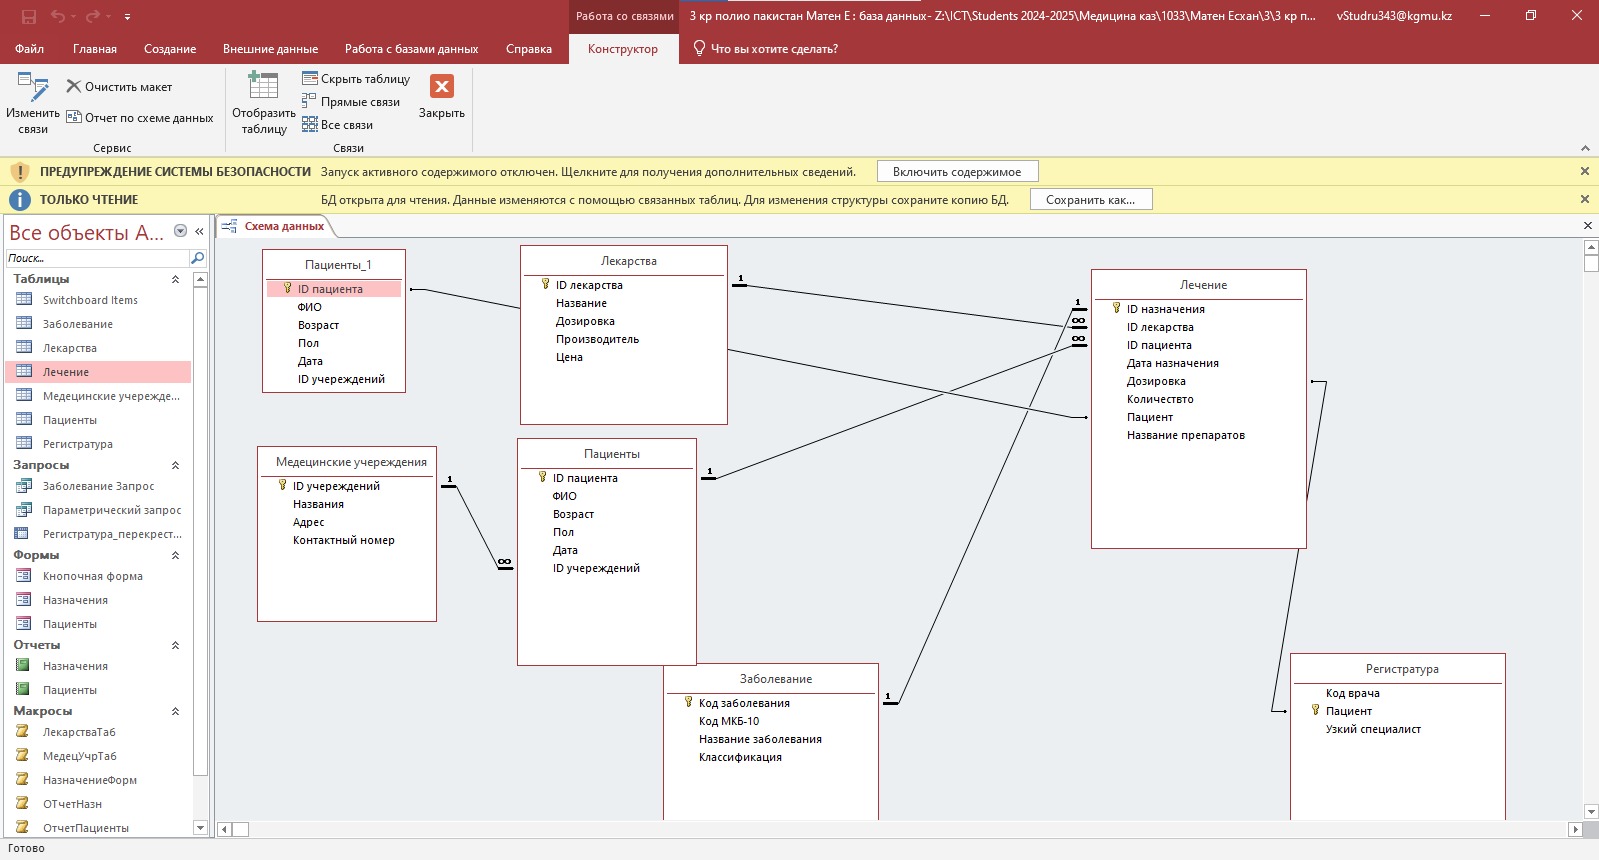 Работа со связями
3 кр полио пакистан Матен Е : база данных- Z:\ICT\Students 2024-2025\Медицина каз\1033\Матен Есхан\3\3 кр п...
vStudru343@kgmu.kz
Файл
Главная
Создание
Внешние данные
Работа с базами данных
Справка
Конструктор
Что вы хотите сделать?
Изменить связи
Очистить макет
Отчет по схеме данных
Сервис
Отобразить таблицу
Скрыть таблицу
Прямые связи
Все связи
Закрыть
Связи
ПРЕДУПРЕЖДЕНИЕ СИСТЕМЫ БЕЗОПАСНОСТИ Запуск активного содержимого отключен. Щелкните для получения дополнительных сведений. Включить содержимое
ТОЛЬКО ЧТЕНИЕ БД открыта для чтения. Данные изменяются с помощью связанных таблиц. Для изменения структуры сохраните копию БД. Сохранить как...
Все объекты A...
Поиск...
Таблицы
Switchboard Items
Заболевание
Лекарства
Лечение
Медецинские учережде...
Пациенты
Регистратура
Запросы
Заболевание Запрос
Параметрический запрос
Регистратура_перекрест...
Формы
Кнопочная форма
Назначения
Пациенты
Отчеты
Назначения
Пациенты
Макросы
ЛекарстваТаб
МедецУчрТаб
НазначениеФорм
ОТчетНазн
ОтчетПациенты
Схема данных
Пациенты_1
ID пациента
ФИО
Возраст
Пол
Дата
ID учереждений
Лекарства
ID лекарства
Название
Дозировка
Производитель
Цена
1
Лечение
ID назначения
ID лекарства
ID пациента
Дата назначения
Дозировка
Количествто
Пациент
Название препаратов
1
∞
∞
Медецинские учереждения
ID учереждений
Названия
Адрес
Контактный номер
1
∞
Пациенты
ID пациента
ФИО
Возраст
Пол
Дата
ID учереждений
1
Заболевание
Код заболевания
Код МКБ-10
Название заболевания
Классификация
1
Регистратура
Код врача
Пациент
Узкий специалист
Готово